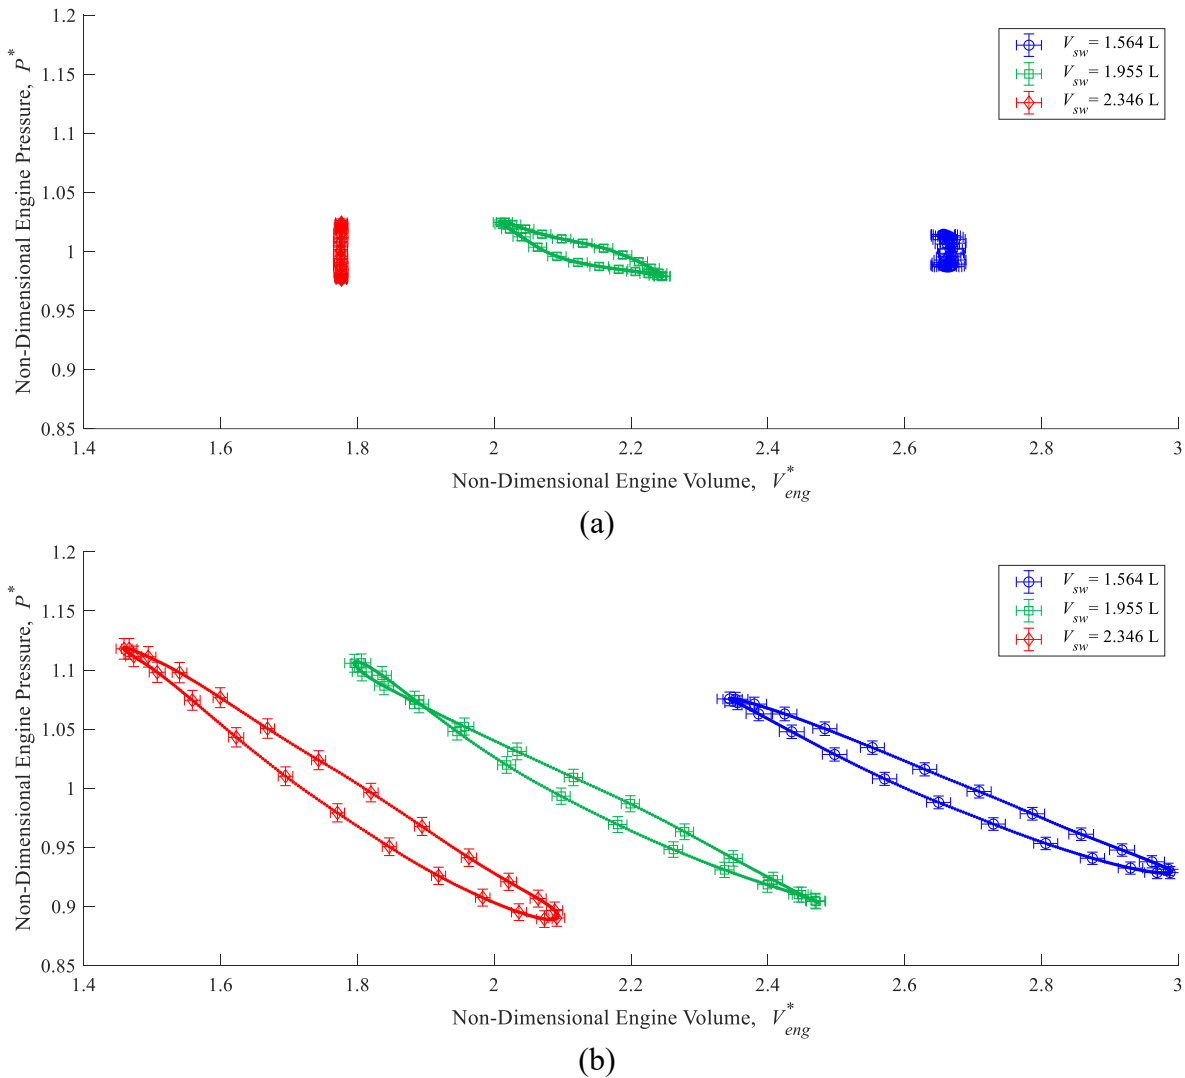 1.2
1.15
1.1
1.05
1
0.95
0.9
0.85
Non-Dimensional Engine Pressure, P*
V_sw = 1.564 L
V_sw = 1.955 L
V_sw = 2.346 L
1.4 1.6 1.8 2 2.2 2.4 2.6 2.8 3
Non-Dimensional Engine Volume, V*_eng
(a)
1.2
1.15
1.1
1.05
1
0.95
0.9
0.85
Non-Dimensional Engine Pressure, P*
V_sw = 1.564 L
V_sw = 1.955 L
V_sw = 2.346 L
1.4 1.6 1.8 2 2.2 2.4 2.6 2.8 3
Non-Dimensional Engine Volume, V*_eng
(b)